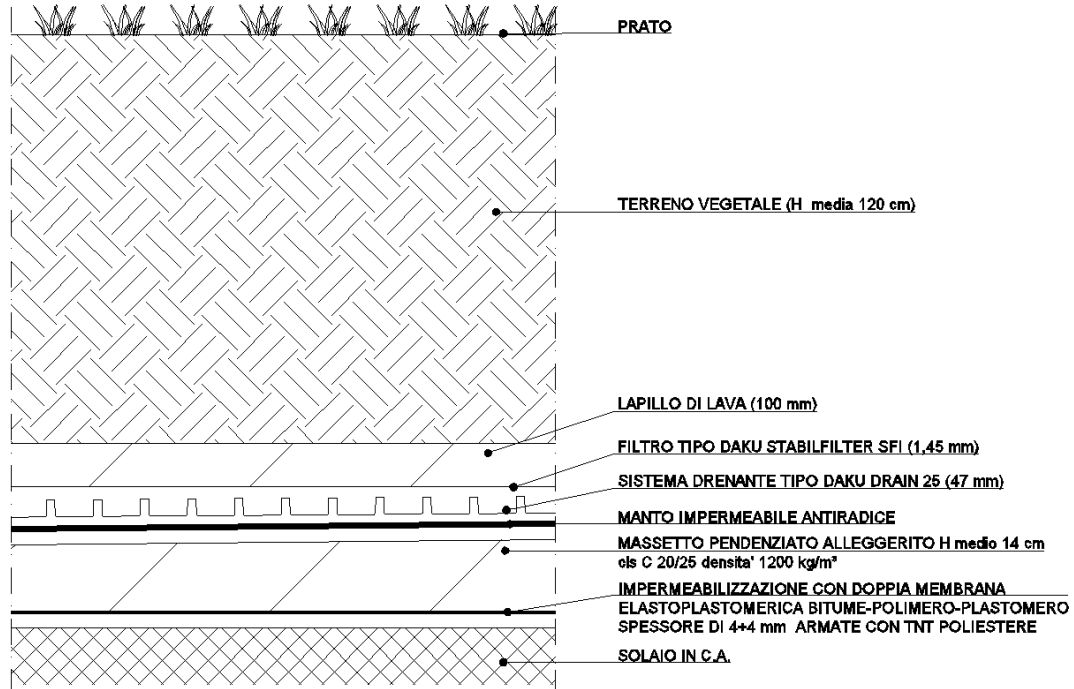 PRATO
TERRENO VEGETALE (H media 120 cm)
LAPILLO DI LAVA (100 mm)
FILTRO TIPO DAKU STABILFILTER SFI (1,45 mm)
SISTEMA DRENANTE TIPO DAKU DRAIN 25 (47 mm)
MANTO IMPERMEABILE ANTIRADICE
MASSETTO PENDENZIATO ALLEGGERITO H medio 14 cm
cls C 20/25 densita' 1200 kg/m³
IMPERMEABILIZZAZIONE CON DOPPIA MEMBRANA
ELASTOPLASTOMERICA BITUME-POLIMERO-PLASTOMERO
SPESSORE DI 4+4 mm ARMATE CON TNT POLIESTERE
SOLAIO IN C.A.